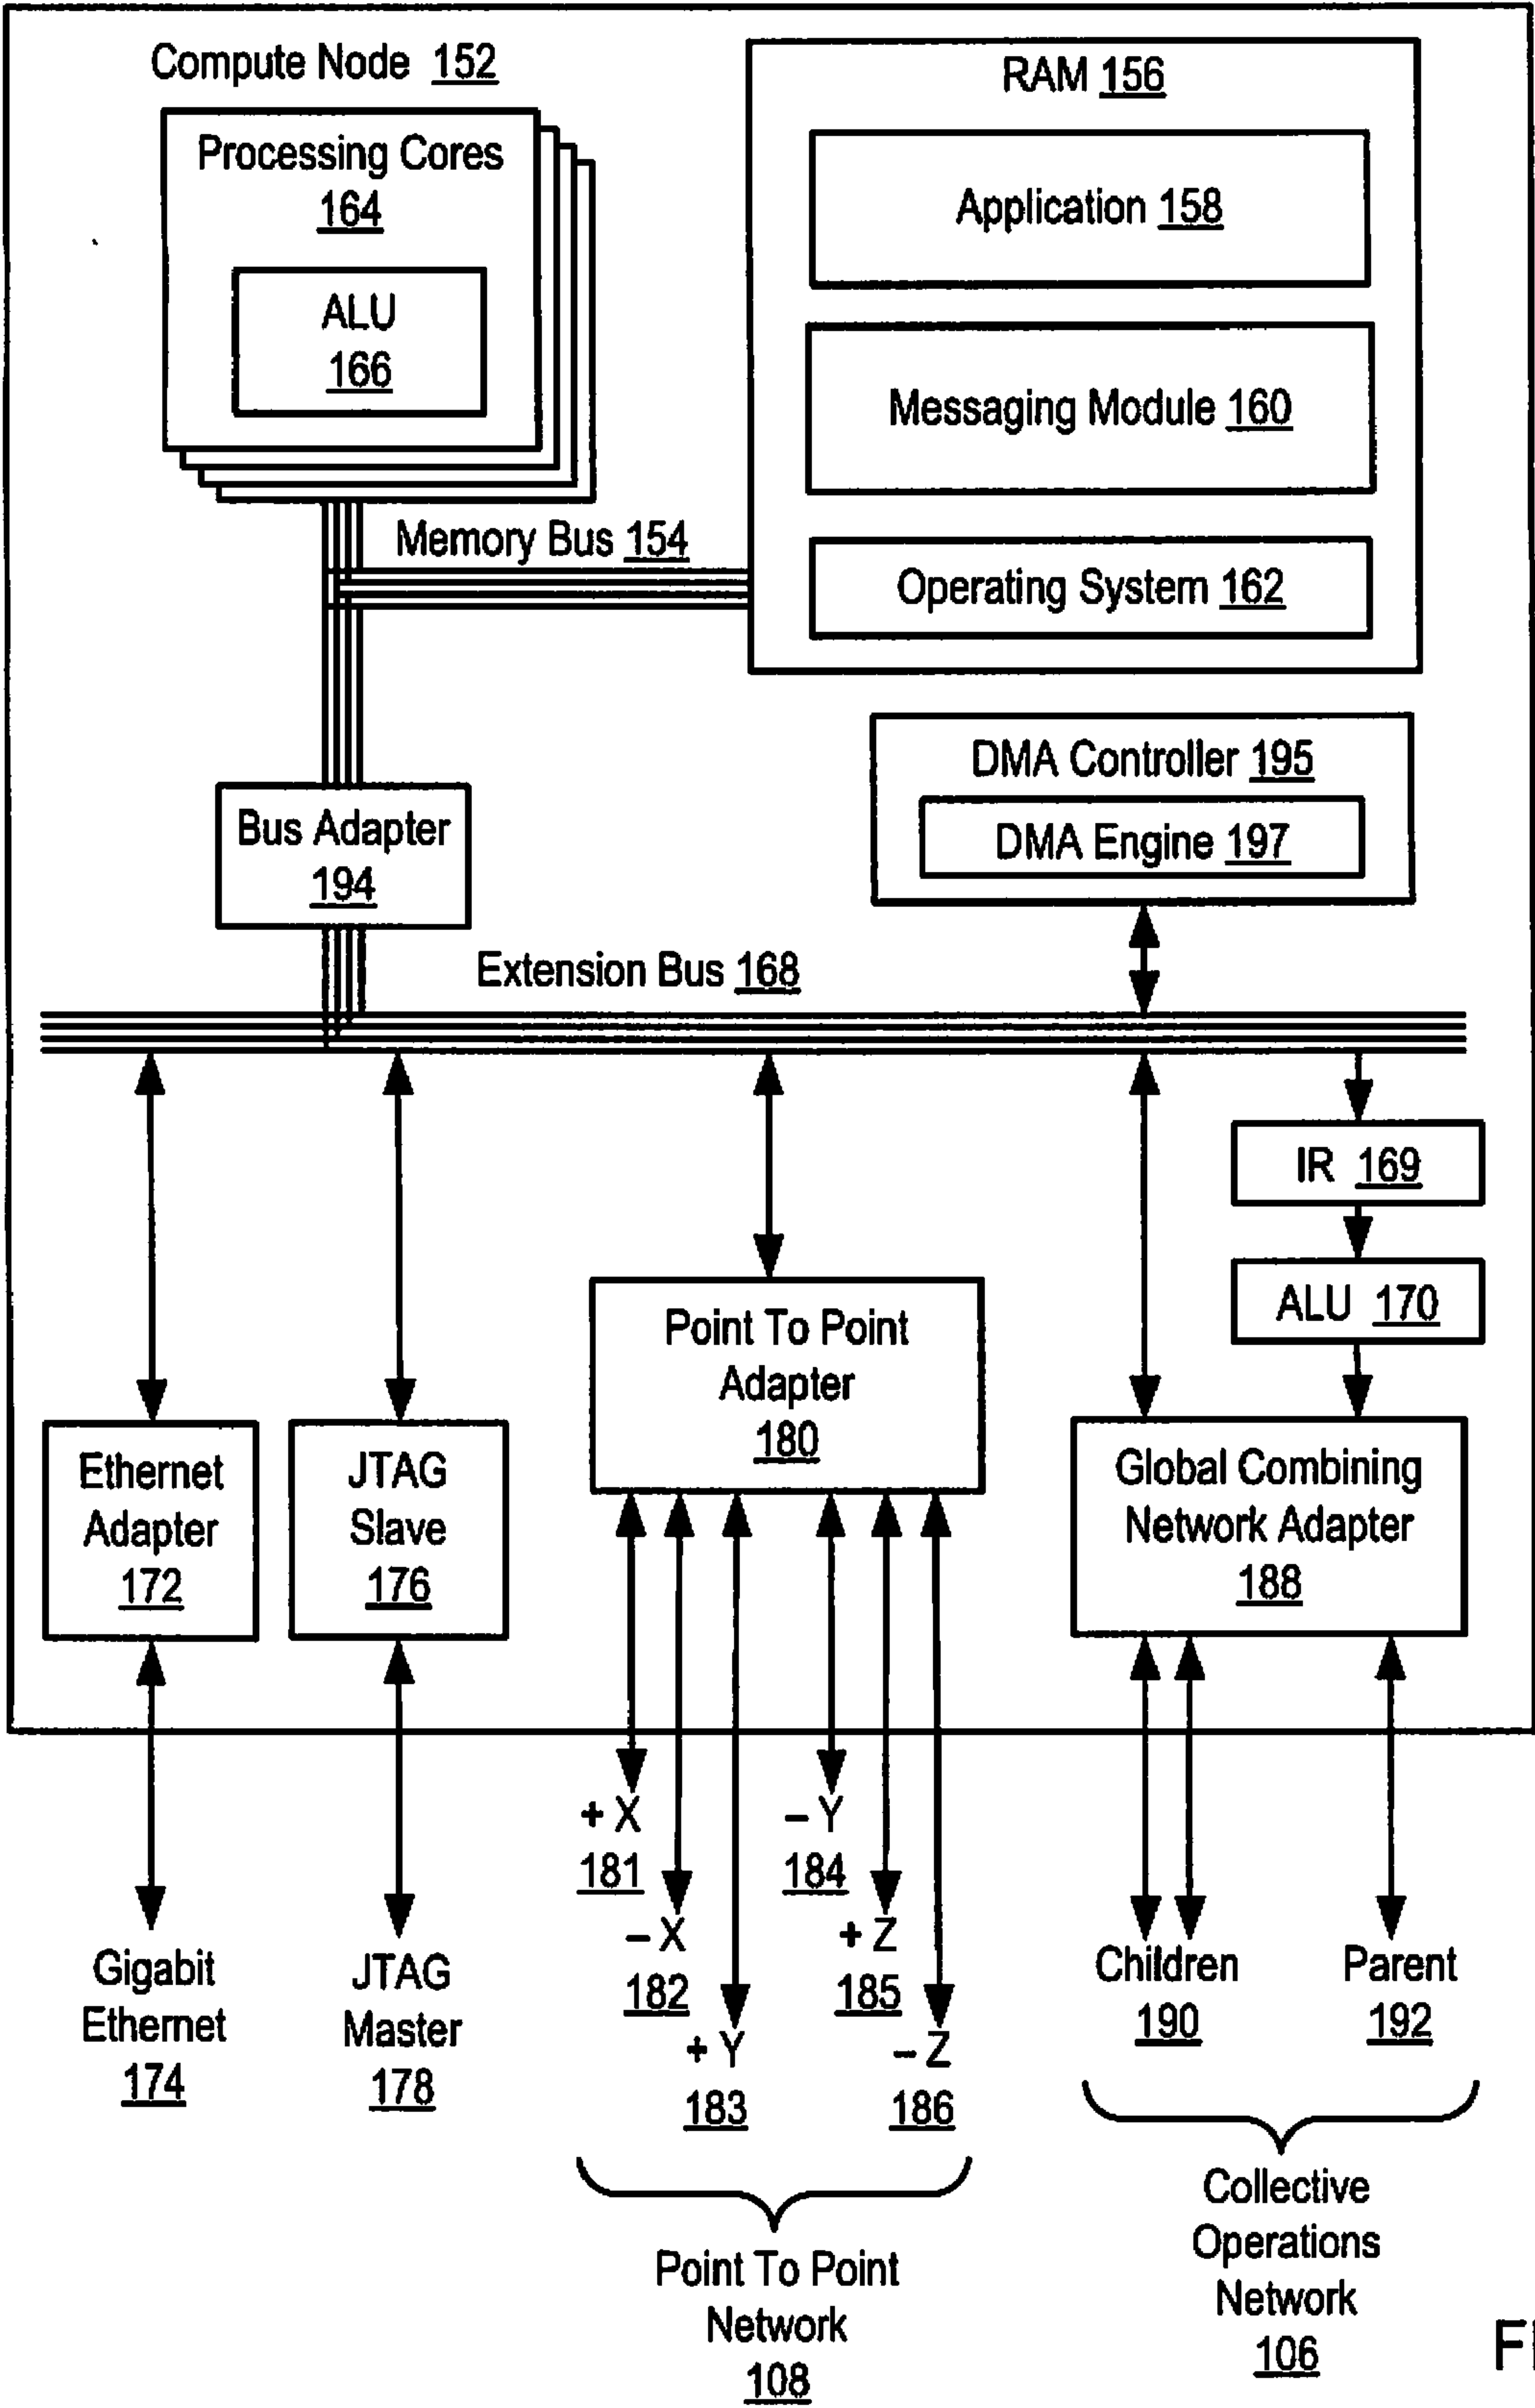 Compute Node 152
Processing Cores
164
ALU
166
RAM 156
Application 158
Messaging Module 160
Operating System 162
Memory Bus 154
DMA Controller 195
DMA Engine 197
Bus Adapter
194
Extension Bus 168
IR 169
ALU 170
Point To Point
Adapter
180
Ethernet
Adapter
172
JTAG
Slave
176
Global Combining
Network Adapter
188
+ X
181
– X
182
+ Y
183
– Y
184
+ Z
185
– Z
186
Gigabit
Ethernet
174
JTAG
Master
178
Children
190
Parent
192
Point To Point
Network
108
Collective
Operations
Network
106